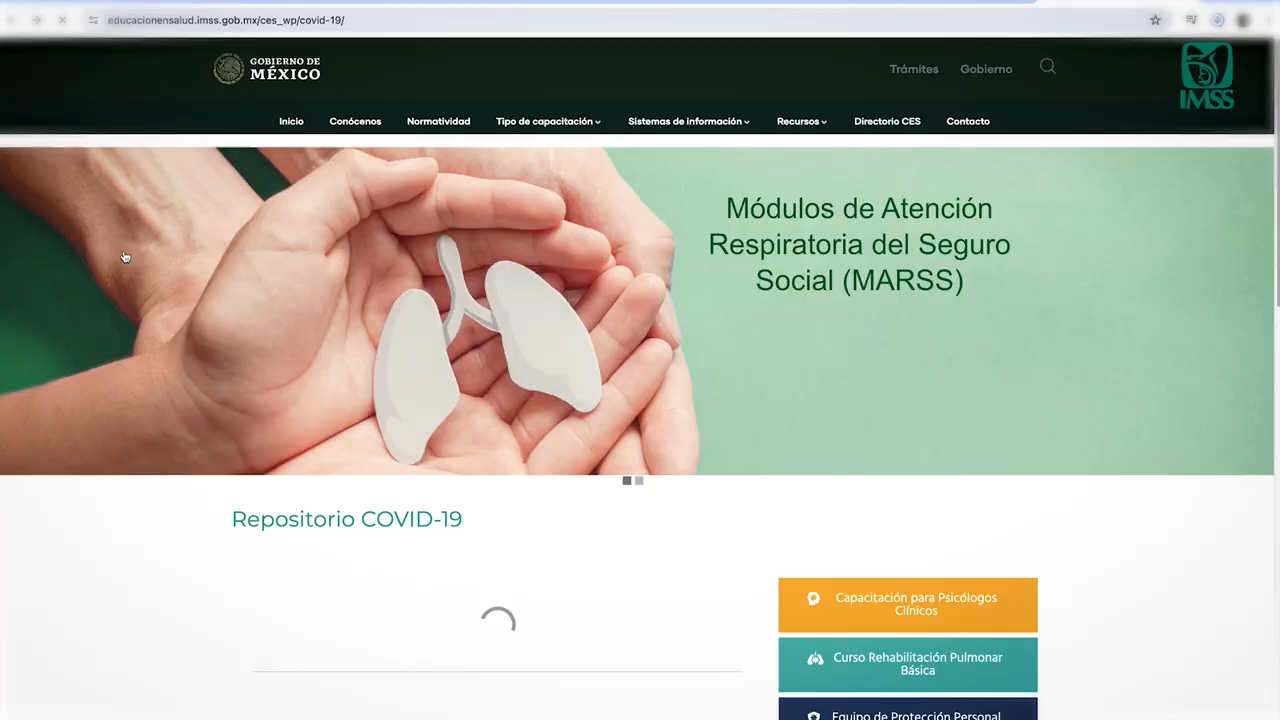 educacionensalud.imss.gob.mx/ces_wp/covid-19/
GOBIERNO DE
MÉXICO
Trámites
Gobierno
IMSS
Inicio
Conócenos
Normatividad
Tipo de capacitación
Sistemas de información
Recursos
Directorio CES
Contacto
Módulos de Atención
Respiratoria del Seguro
Social (MARSS)
Repositorio COVID-19
Capacitación para Psicólogos
Clínicos
Curso Rehabilitación Pulmonar
Básica
Equipo de Protección Personal